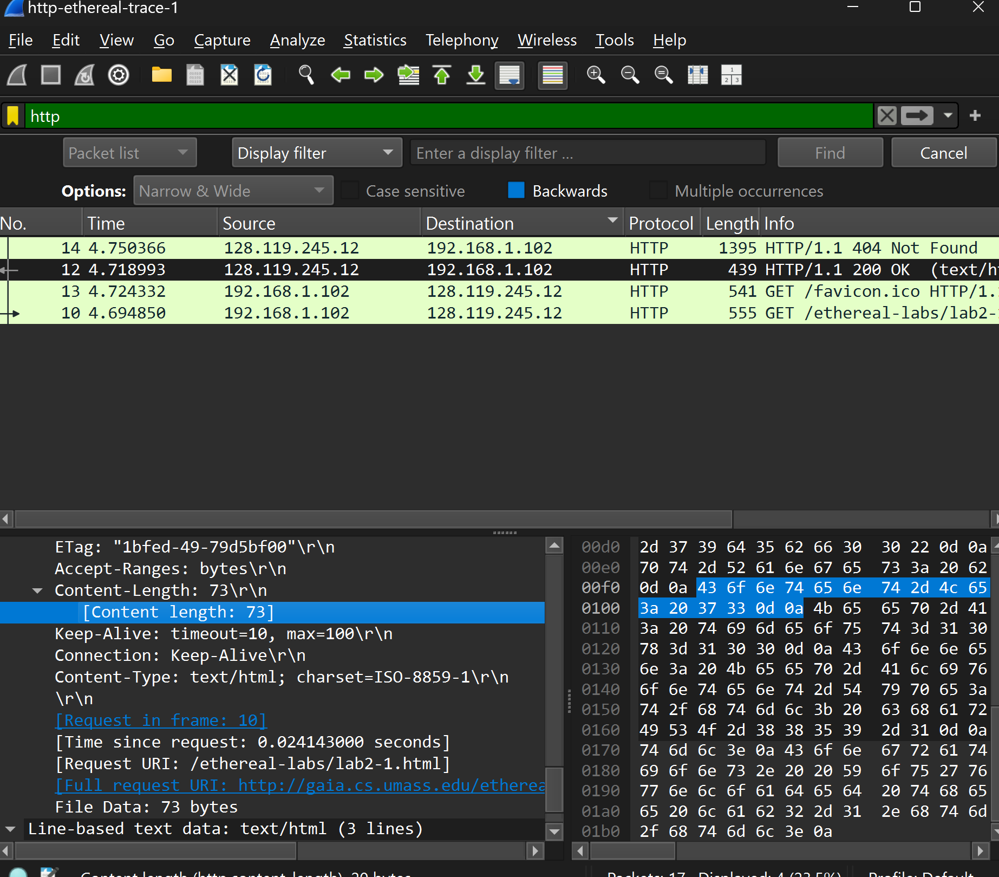 http-ethereal-trace-1
File Edit View Go Capture Analyze Statistics Telephony Wireless Tools Help
http
Packet list Display filter Enter a display filter ... Find Cancel
Options: Narrow & Wide Case sensitive Backwards Multiple occurrences
No. Time Source Destination Protocol Length Info
14 4.750366 128.119.245.12 192.168.1.102 HTTP 1395 HTTP/1.1 404 Not Found
12 4.718993 128.119.245.12 192.168.1.102 HTTP 439 HTTP/1.1 200 OK (text/h
13 4.724332 192.168.1.102 128.119.245.12 HTTP 541 GET /favicon.ico HTTP/1.
10 4.694850 192.168.1.102 128.119.245.12 HTTP 555 GET /ethereal-labs/lab2-
ETag: "1bfed-49-79d5bf00"\r\n
Accept-Ranges: bytes\r\n
Content-Length: 73\r\n
[Content length: 73]
Keep-Alive: timeout=10, max=100\r\n
Connection: Keep-Alive\r\n
Content-Type: text/html; charset=ISO-8859-1\r\n
\r\n
[Request in frame: 10]
[Time since request: 0.024143000 seconds]
[Request URI: /ethereal-labs/lab2-1.html]
[Full request URI: http://gaia.cs.umass.edu/etherea
File Data: 73 bytes
Line-based text data: text/html (3 lines)
00d0 2d 37 39 64 35 62 66 30 30 22 0d 0a
00e0 70 74 2d 52 61 6e 67 65 73 3a 20 62
00f0 0d 0a 43 6f 6e 74 65 6e 74 2d 4c 65
0100 3a 20 37 33 0d 0a 4b 65 65 70 2d 41
0110 3a 20 74 69 6d 65 6f 75 74 3d 31 30
0120 78 3d 31 30 30 0d 0a 43 6f 6e 6e 65
0130 6e 3a 20 4b 65 65 70 2d 41 6c 69 76
0140 6f 6e 74 65 6e 74 2d 54 79 70 65 3a
0150 74 2f 68 74 6d 6c 3b 20 63 68 61 72
0160 49 53 4f 2d 38 38 35 39 2d 31 0d 0a
0170 74 6d 6c 3e 0a 43 6f 6e 67 72 61 74
0180 69 6f 6e 73 2e 20 20 59 6f 75 27 76
0190 77 6e 6c 6f 61 64 65 64 20 74 68 65
01a0 65 20 6c 61 62 32 2d 31 2e 68 74 6d
01b0 2f 68 74 6d 6c 3e 0a
Content length (http.content_length), 20 bytes Packets: 17 · Displayed: 4 (23.5%) Profile: Default